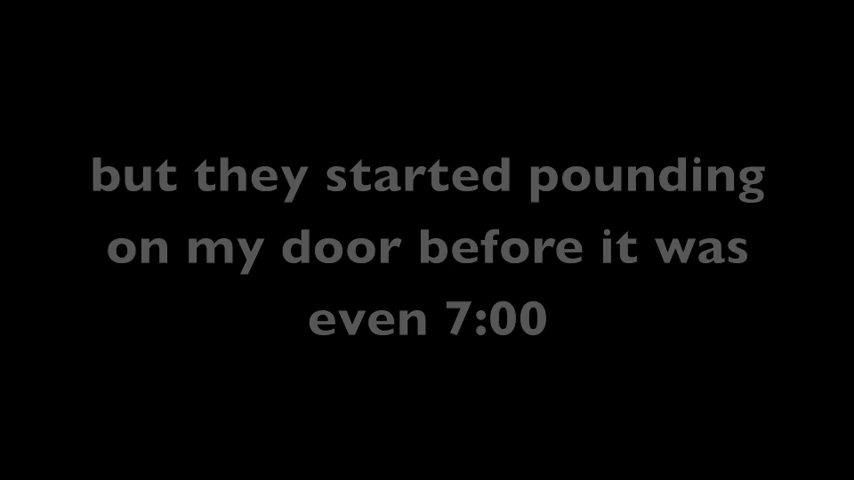 but they started pounding
on my door before it was
even 7:00